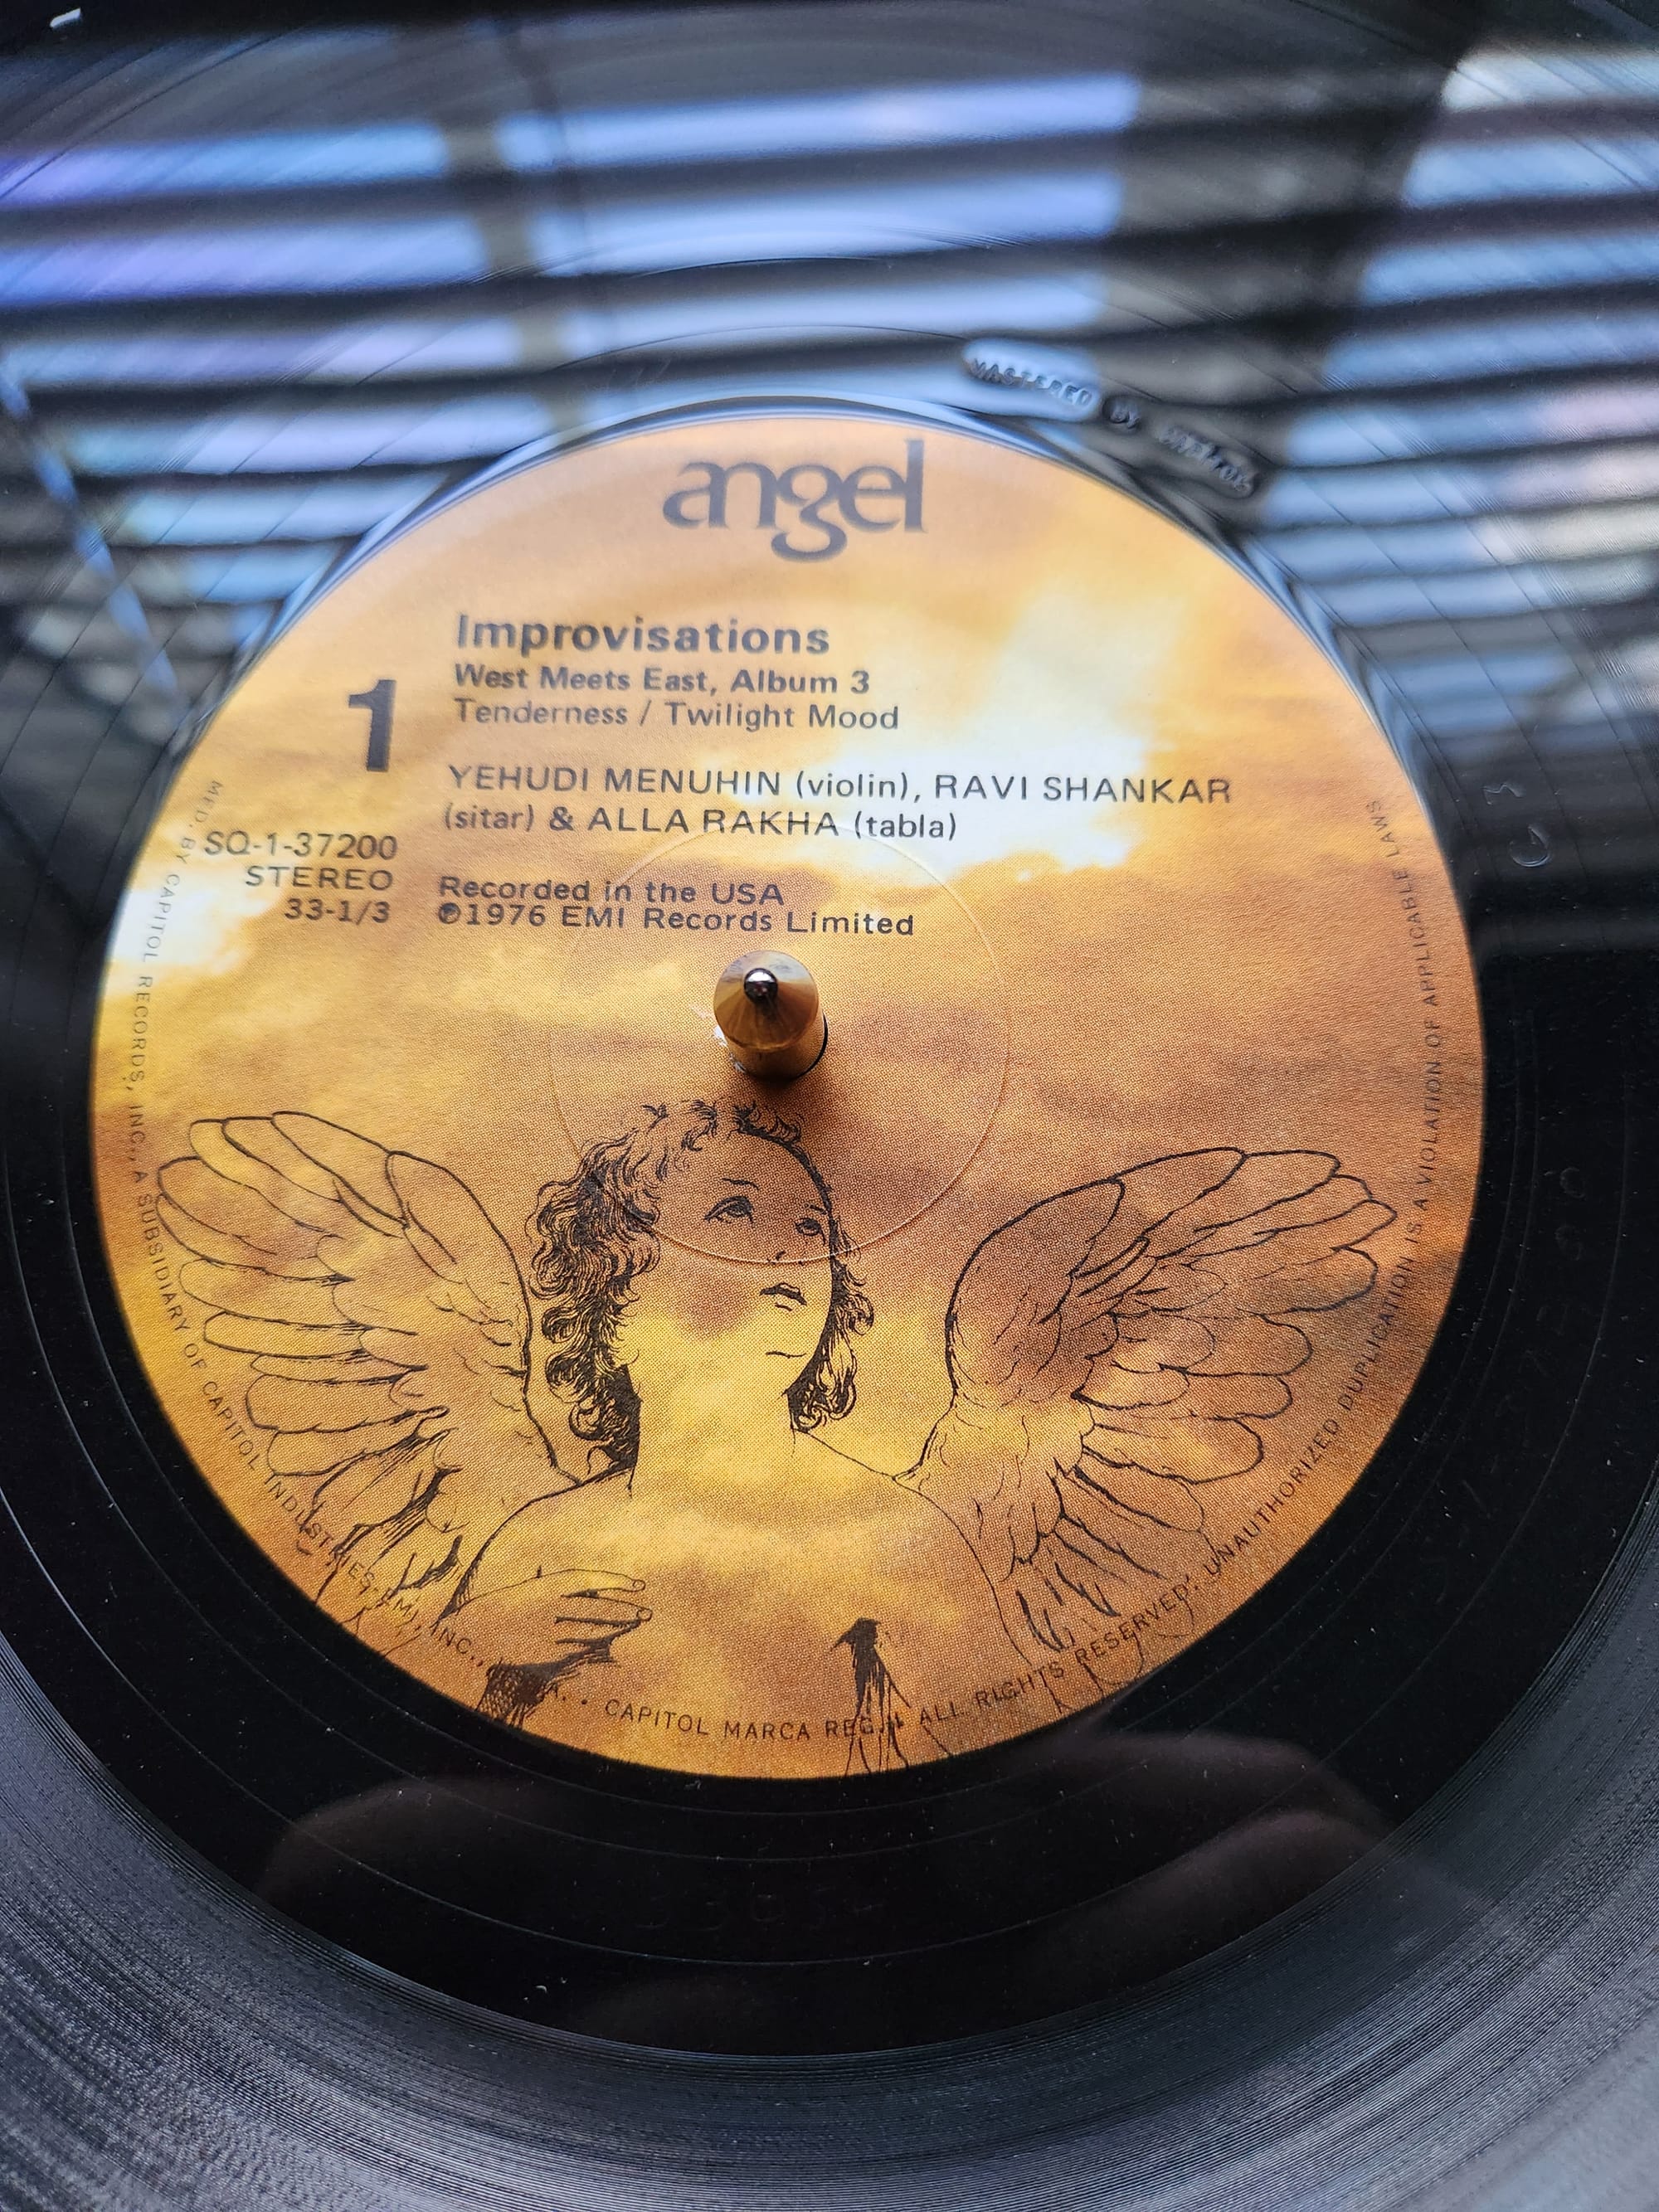 MASTERED BY CAPITOL
angel
Improvisations
West Meets East, Album 3
Tenderness / Twilight Mood
1
YEHUDI MENUHIN (violin), RAVI SHANKAR
(sitar) & ALLA RAKHA (tabla)
SQ-1-37200
STEREO
33-1/3
Recorded in the USA
℗1976 EMI Records Limited
MFD. BY CAPITOL RECORDS, INC., A SUBSIDIARY OF CAPITOL INDUSTRIES-EMI, INC., • CAPITOL MARCA REG. • ALL RIGHTS RESERVED. UNAUTHORIZED DUPLICATION IS A VIOLATION OF APPLICABLE LAWS